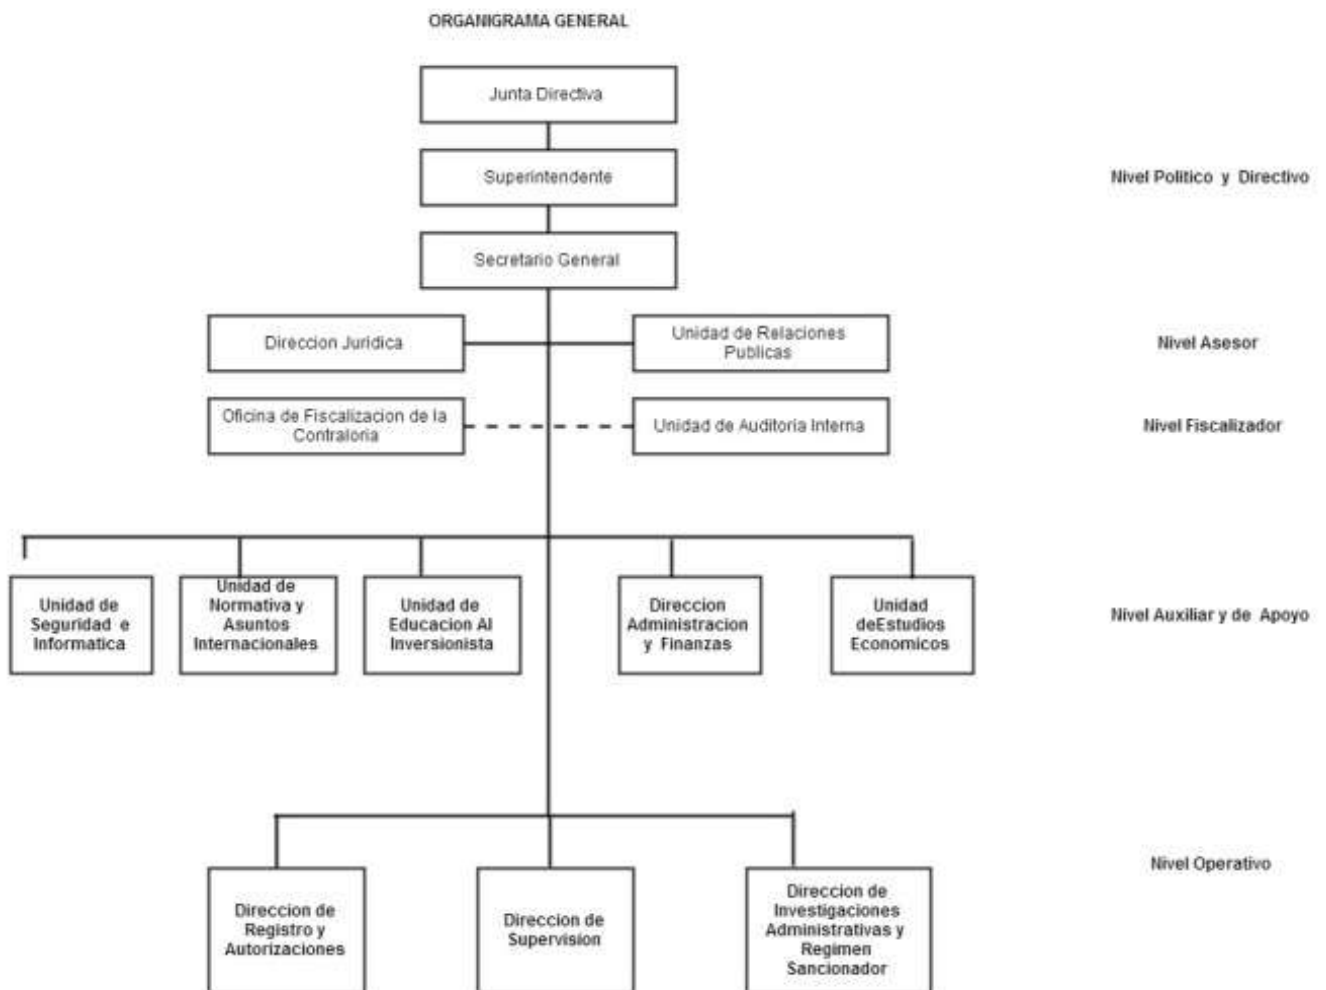 ORGANIGRAMA GENERAL
Junta Directiva
Superintendente
Nivel Politico y Directivo
Secretario General
Direccion Juridica
Unidad de Relaciones
Publicas
Nivel Asesor
Oficina de Fiscalizacion de la
Contraloria
Unidad de Auditoria Interna
Nivel Fiscalizador
Unidad de
Seguridad e
Informatica
Unidad de
Normativa y
Asuntos
Internacionales
Unidad de
Educacion Al
Inversionista
Direccion
Administracion
y Finanzas
Unidad
deEstudios
Economicos
Nivel Auxiliar y de Apoyo
Nivel Operativo
Direccion de
Registro y
Autorizaciones
Direccion de
Supervision
Direccion de
Investigaciones
Administrativas y
Regimen
Sancionador